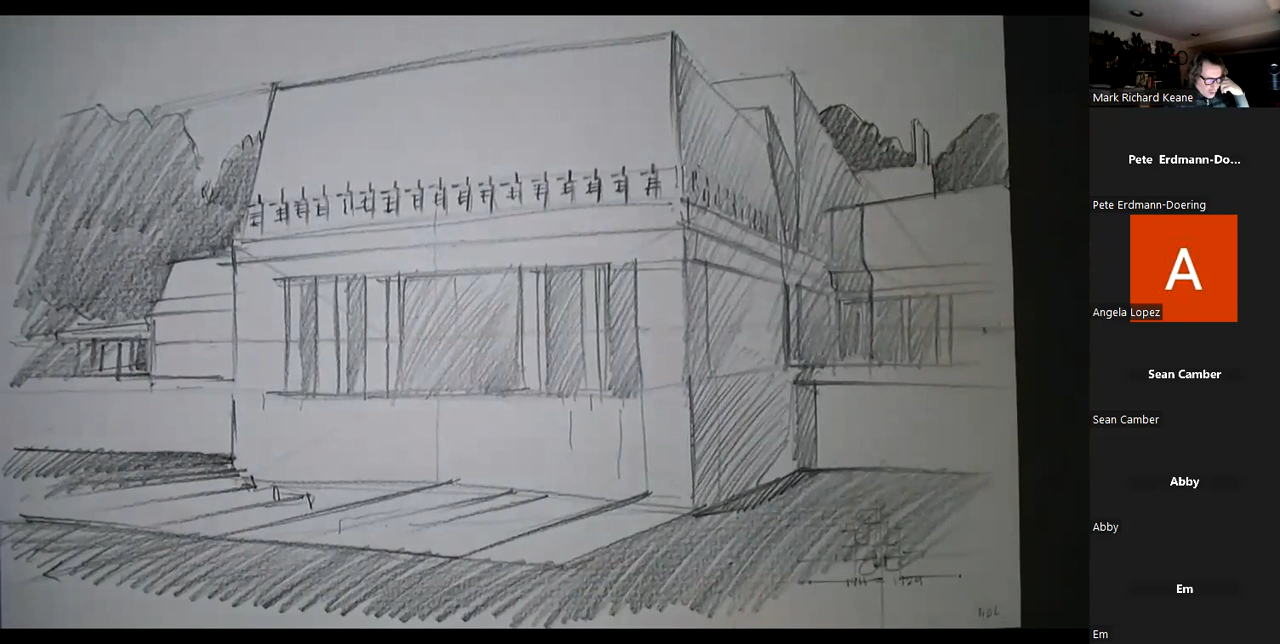 Mark Richard Keane
Pete Erdmann-Do...
Pete Erdmann-Doering
A
Angela Lopez
Sean Camber
Sean Camber
Abby
Abby
Em
Em